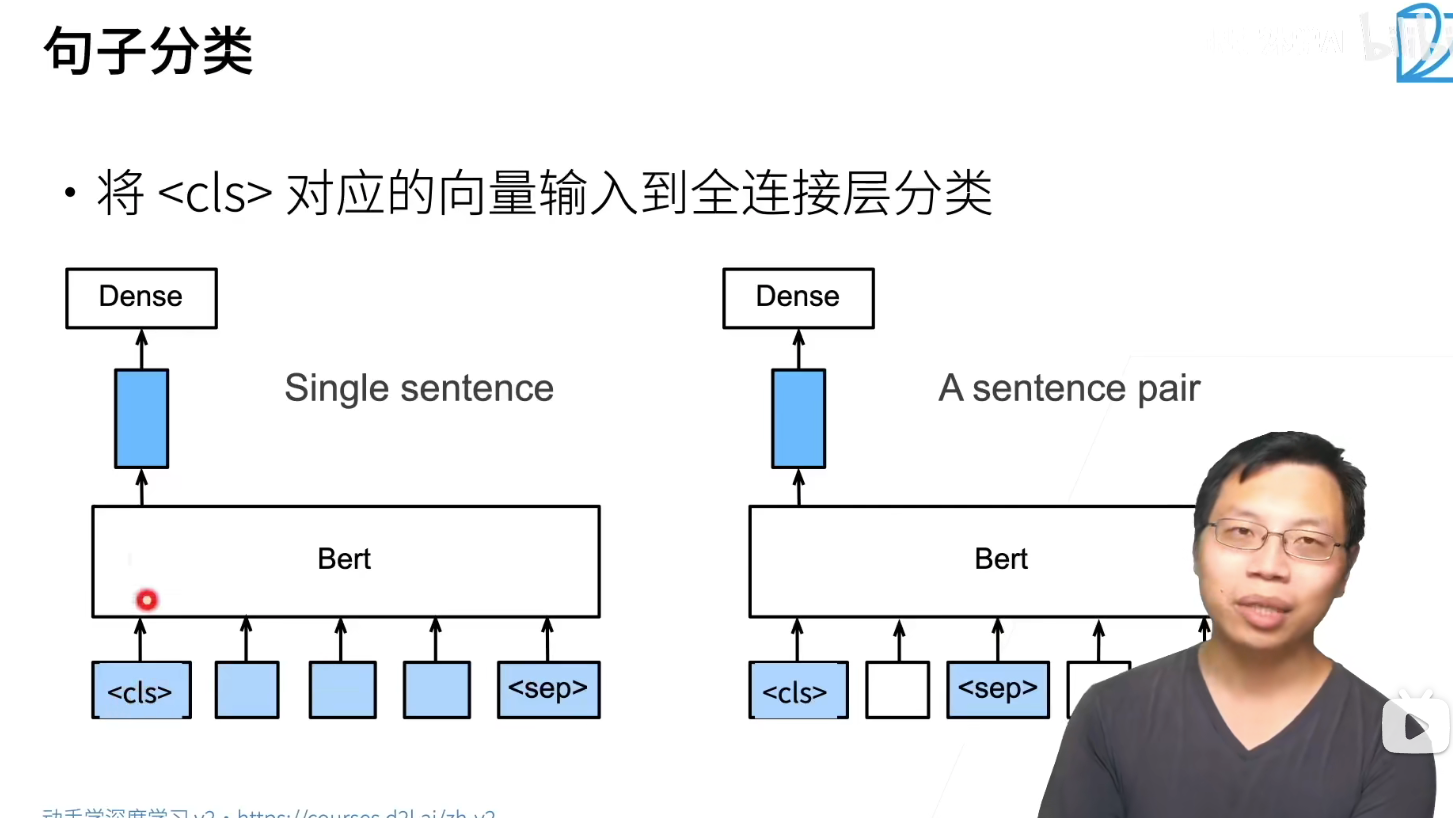 句子分类
• 将 <cls> 对应的向量输入到全连接层分类
Dense
Single sentence
Bert
<cls>
<sep>
Dense
A sentence pair
Bert
<cls>
<sep>
动手学深度学习 v2 • https://courses.d2l.ai/zh-v2